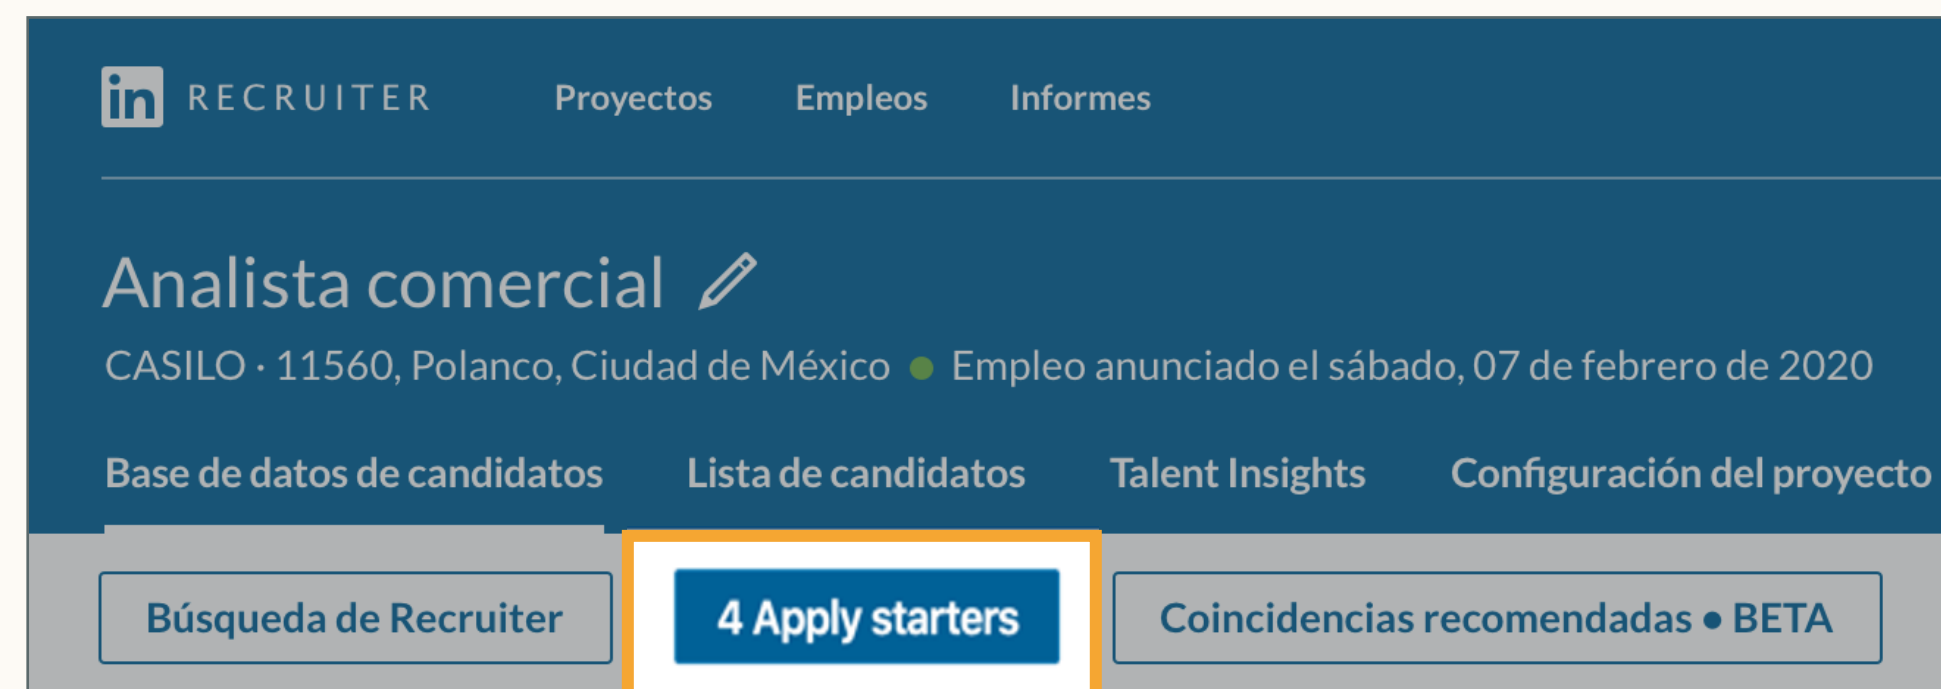 in RECRUITER Proyectos Empleos Informes
Analista comercial
CASILO · 11560, Polanco, Ciudad de México ● Empleo anunciado el sábado, 07 de febrero de 2020
Base de datos de candidatos Lista de candidatos Talent Insights Configuración del proyecto
Búsqueda de Recruiter 4 Apply starters Coincidencias recomendadas ● BETA